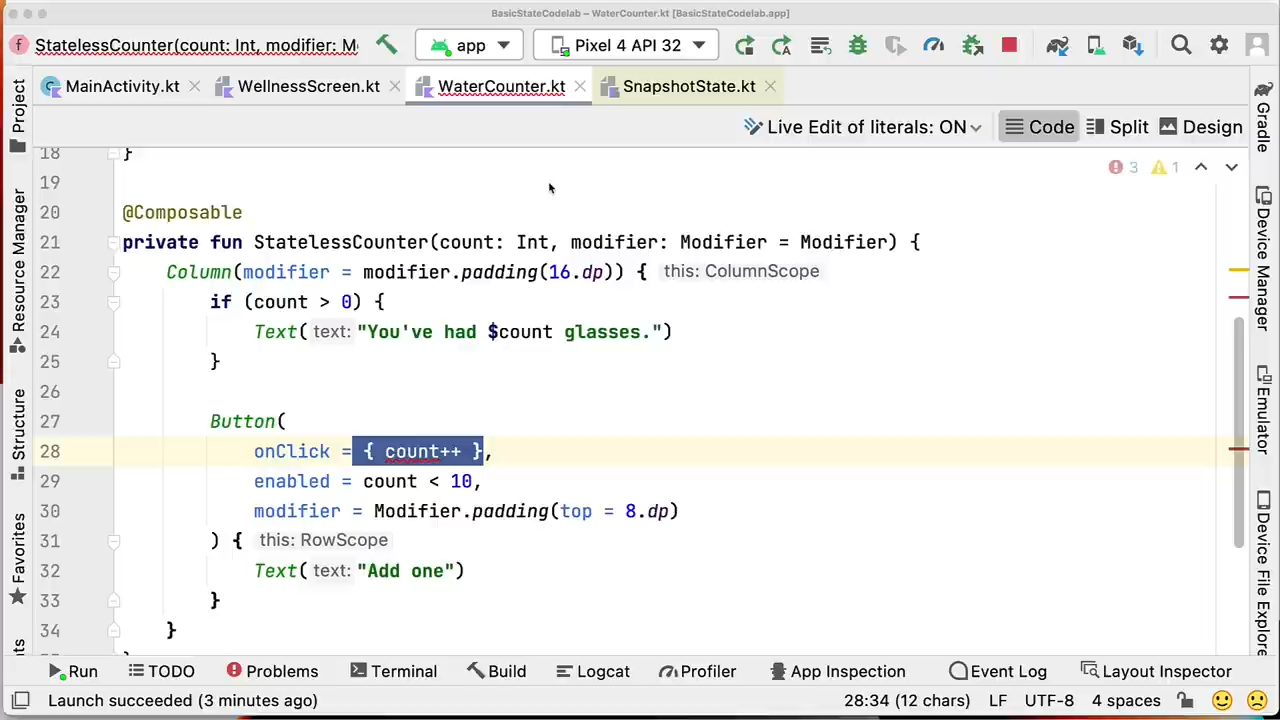 BasicStateCodelab – WaterCounter.kt [BasicStateCodelab.app]
StatelessCounter(count: Int, modifier: M
app
Pixel 4 API 32
MainActivity.kt
WellnessScreen.kt
WaterCounter.kt
SnapshotState.kt
Live Edit of literals: ON
Code
Split
Design
Project
Resource Manager
Structure
Favorites
3
1
18 }
19
20 @Composable
21 private fun StatelessCounter(count: Int, modifier: Modifier = Modifier) {
22 Column(modifier = modifier.padding(16.dp)) { this: ColumnScope
23 if (count > 0) {
24 Text( text: "You've had $count glasses.")
25 }
26
27 Button(
28 onClick = { count++ },
29 enabled = count < 10,
30 modifier = Modifier.padding(top = 8.dp)
31 ) { this: RowScope
32 Text( text: "Add one")
33 }
34 }
Gradle
Device Manager
Emulator
Device File Explor
Run
TODO
Problems
Terminal
Build
Logcat
Profiler
App Inspection
Event Log
Layout Inspector
Launch succeeded (3 minutes ago)
28:34 (12 chars)
LF
UTF-8
4 spaces